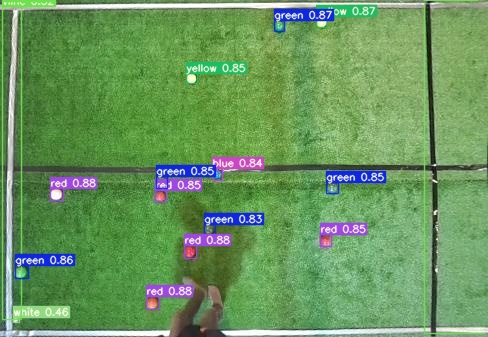 green 0.87
yellow 0.85
blue 0.84
green 0.85
red 0.88
red 0.85
green 0.85
green 0.83
red 0.88
red 0.85
green 0.86
red 0.88
white 0.46